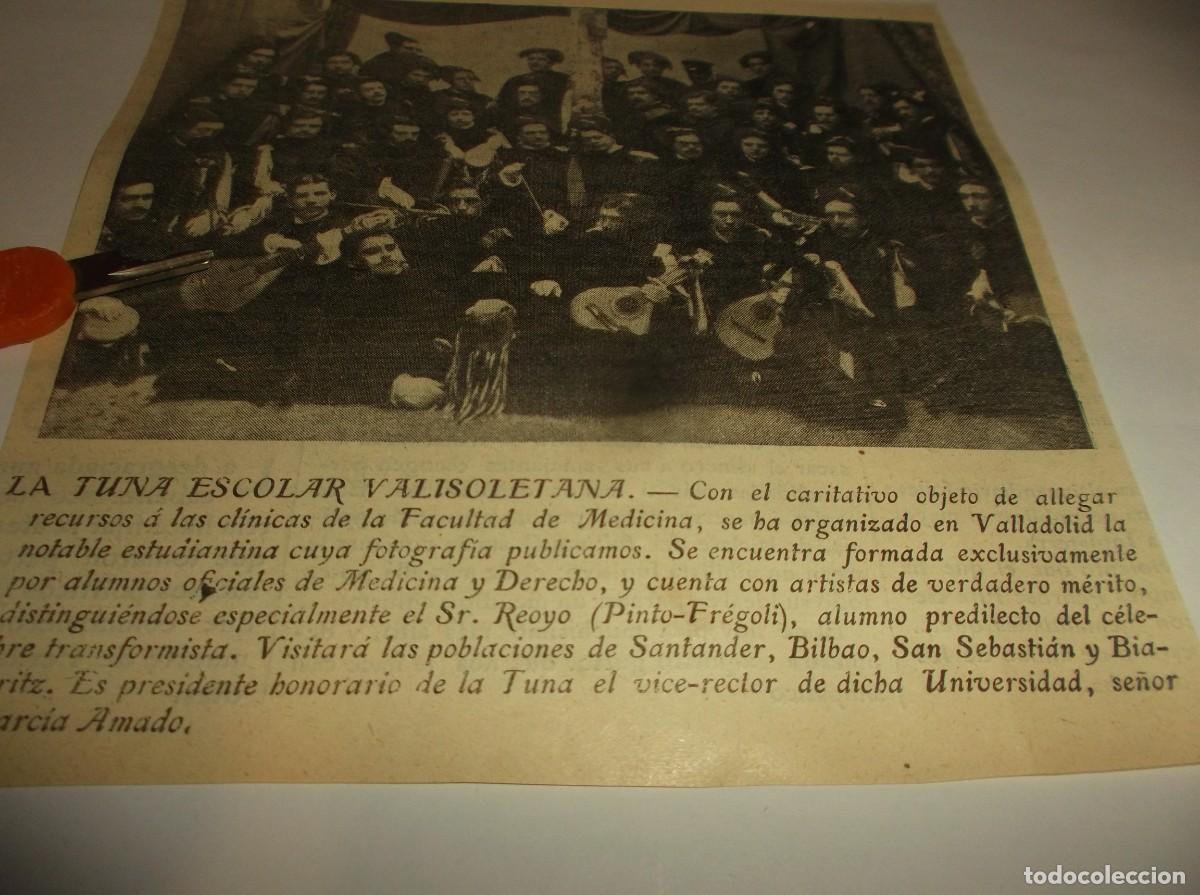 LA TUNA ESCOLAR VALISOLETANA. — Con el caritativo objeto de allegar
recursos á las clínicas de la Facultad de Medicina, se ha organizado en Valladolid la
notable estudiantina cuya fotografía publicamos. Se encuentra formada exclusivamente
por alumnos oficiales de Medicina y Derecho, y cuenta con artistas de verdadero mérito,
distinguiéndose especialmente el Sr. Reoyo (Pinto-Frégoli), alumno predilecto del céle-
bre transformista. Visitará las poblaciones de Santander, Bilbao, San Sebastián y Bia-
rritz. Es presidente honorario de la Tuna el vice-rector de dicha Universidad, señor
García Amado.
todocoleccion